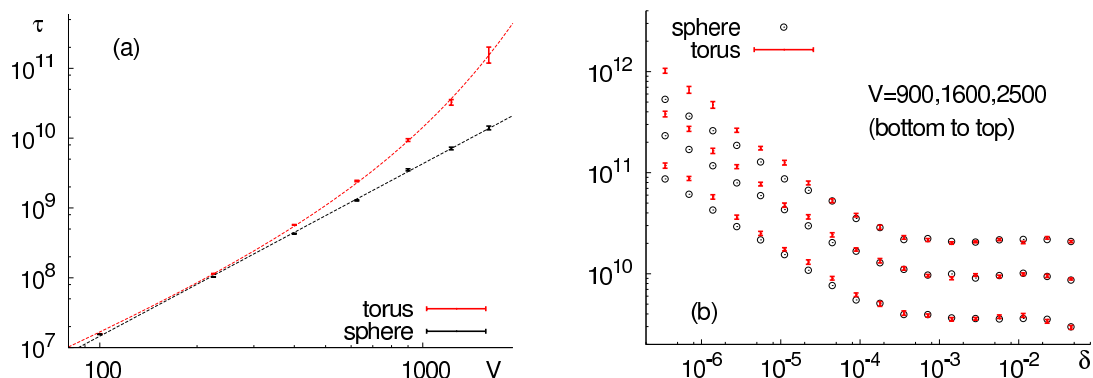 τ
(a)
10^11
10^10
10^9
10^8
10^7
torus
sphere
100
1000
V
sphere
torus
10^12
10^11
10^10
V=900,1600,2500
(bottom to top)
(b)
10^-6
10^-5
10^-4
10^-3
10^-2
δ